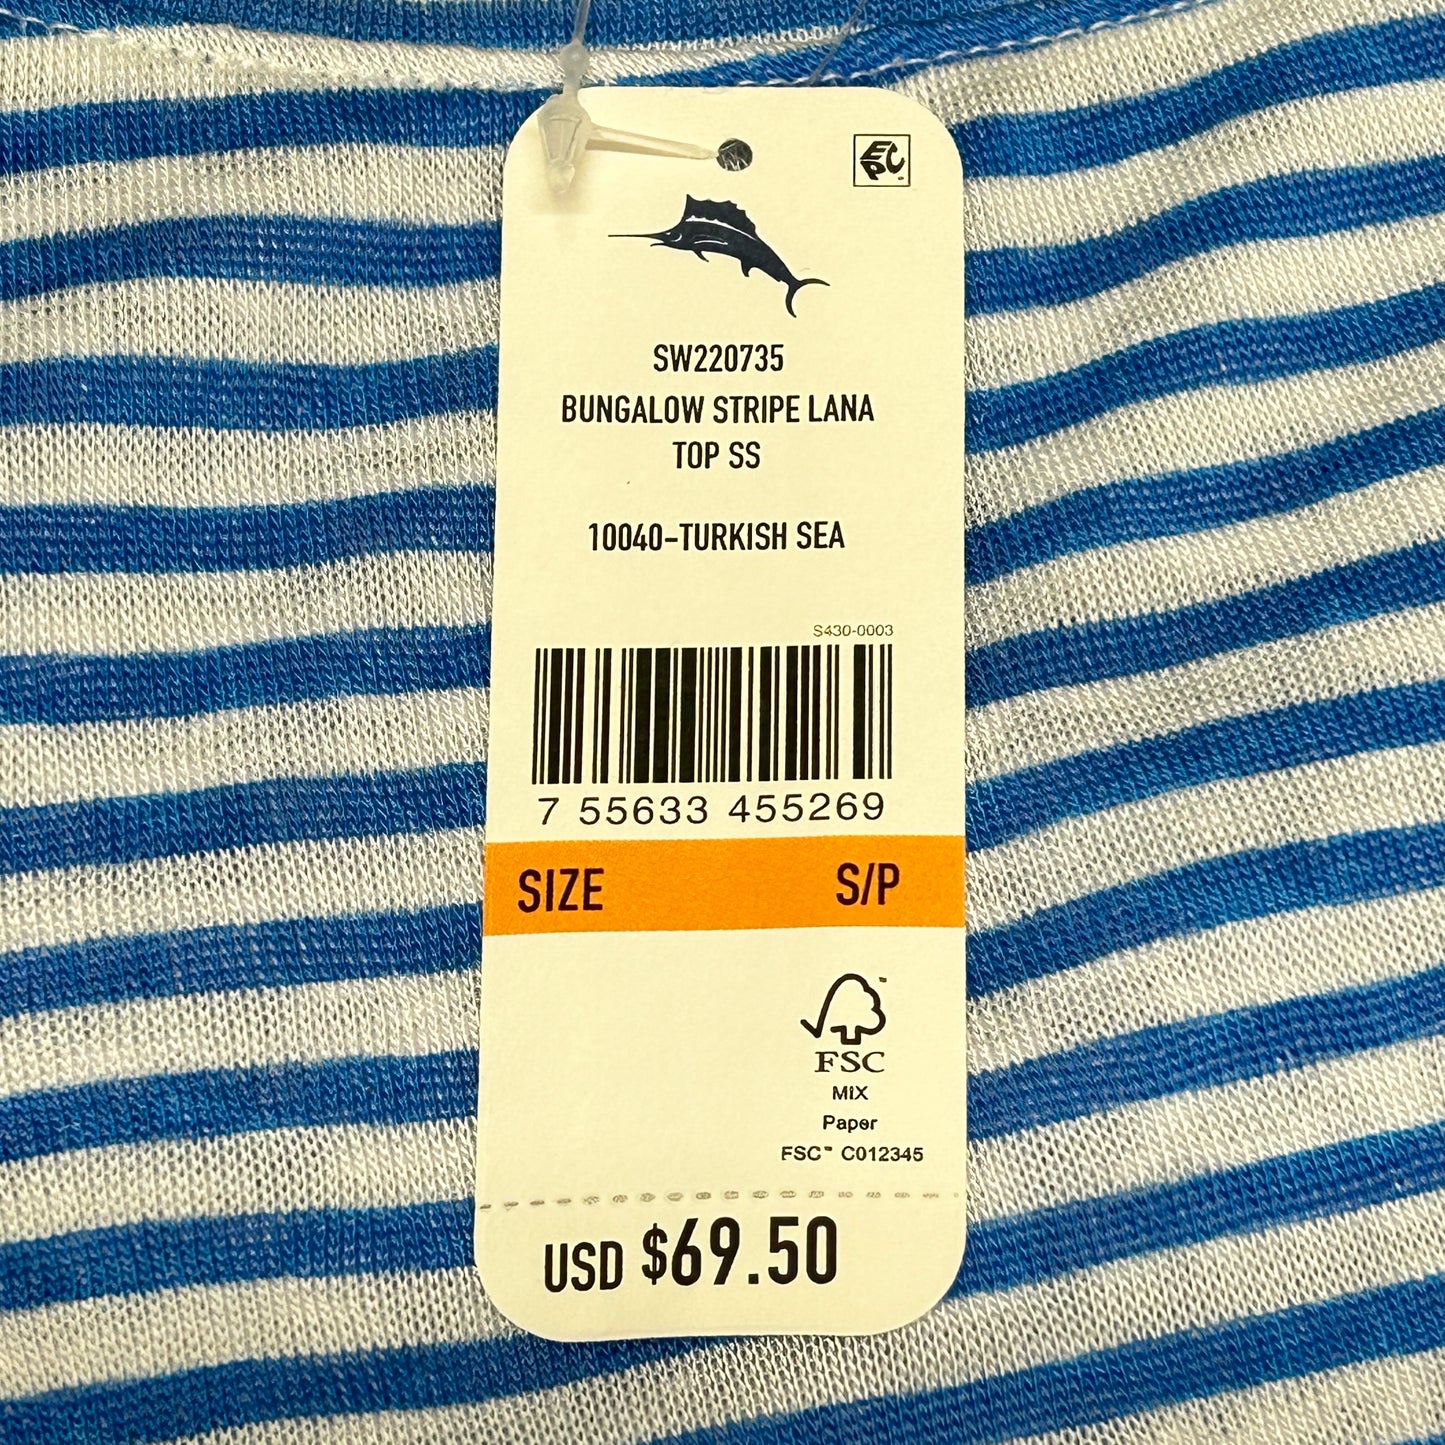 EPC
SW220735
BUNGALOW STRIPE LANA
TOP SS
10040-TURKISH SEA
S430-0003
7 55633 455269
SIZE S/P
FSC
MIX
Paper
FSC™ C012345
USD $69.50